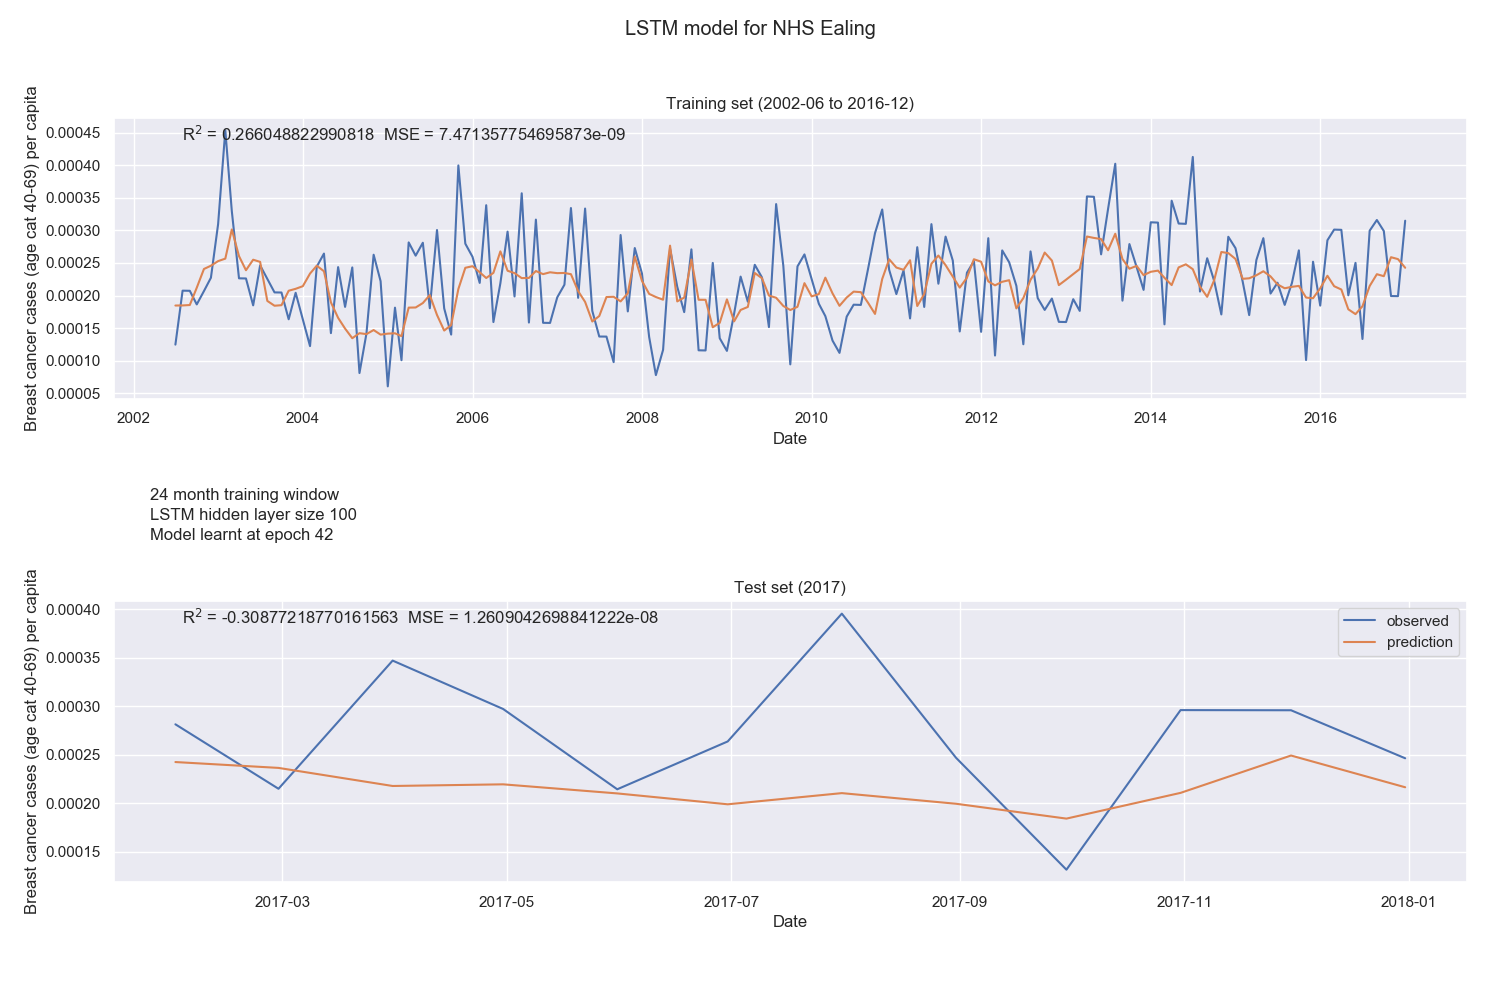 LSTM model for NHS Ealing
Training set (2002-06 to 2016-12)
R² = 0.266048822990818 MSE = 7.471357754695873e-09
Breast cancer cases (age cat 40-69) per capita
0.00045
0.00040
0.00035
0.00030
0.00025
0.00020
0.00015
0.00010
0.00005
2002 2004 2006 2008 2010 2012 2014 2016
Date
24 month training window
LSTM hidden layer size 100
Model learnt at epoch 42
Test set (2017)
R² = -0.30877218770161563 MSE = 1.2609042698841222e-08
observed
prediction
Breast cancer cases (age cat 40-69) per capita
0.00040
0.00035
0.00030
0.00025
0.00020
0.00015
2017-03 2017-05 2017-07 2017-09 2017-11 2018-01
Date